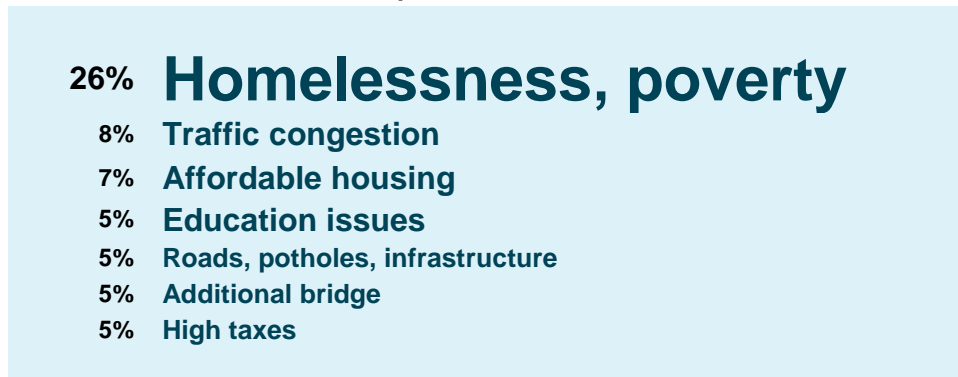 26% Homelessness, poverty
8% Traffic congestion
7% Affordable housing
5% Education issues
5% Roads, potholes, infrastructure
5% Additional bridge
5% High taxes